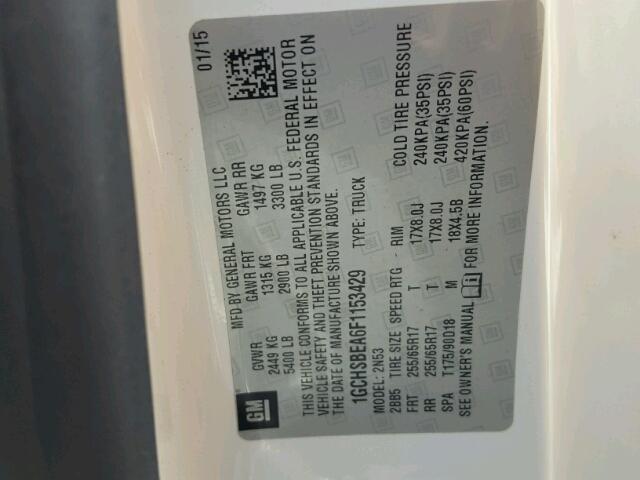 GM
MFD BY GENERAL MOTORS LLC
01/15
GVWR GAWR FRT GAWR RR
2449 KG 1315 KG 1497 KG
5400 LB 2900 LB 3300 LB
THIS VEHICLE CONFORMS TO ALL APPLICABLE U.S. FEDERAL MOTOR
VEHICLE SAFETY AND THEFT PREVENTION STANDARDS IN EFFECT ON
THE DATE OF MANUFACTURE SHOWN ABOVE.
1GCHSBEA6F1153429 TYPE: TRUCK
MODEL: 2N53
2BB5 TIRE SIZE SPEED RTG RIM COLD TIRE PRESSURE
FRT 255/65R17 T 17X8.0J 240KPA(35PSI)
RR 255/65R17 T 17X8.0J 240KPA(35PSI)
SPA T175/90D18 M 18X4.5B 420KPA(60PSI)
SEE OWNER'S MANUAL i FOR MORE INFORMATION.